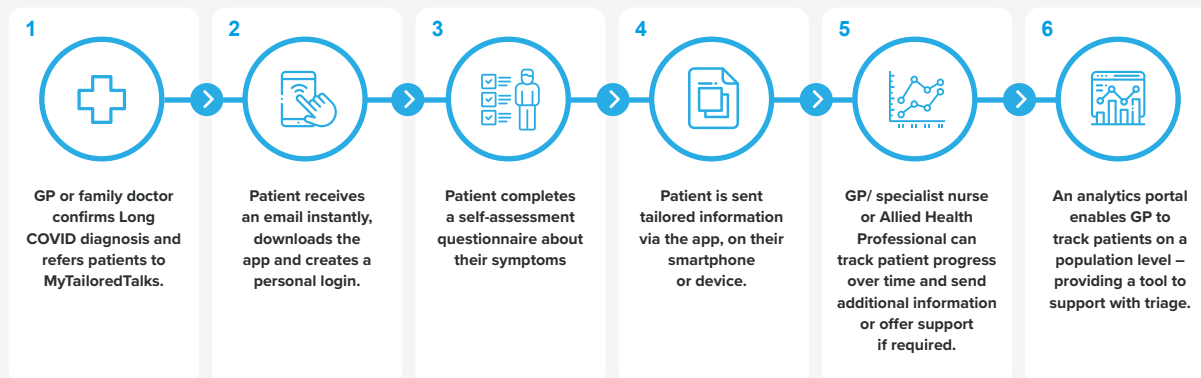 1
GP or family doctor
confirms Long
COVID diagnosis and
refers patients to
MyTailoredTalks.
2
Patient receives
an email instantly,
downloads the
app and creates a
personal login.
3
Patient completes
a self-assessment
questionnaire about
their symptoms
4
Patient is sent
tailored information
via the app, on their
smartphone
or device.
5
GP/ specialist nurse
or Allied Health
Professional can
track patient progress
over time and send
additional information
or offer support
if required.
6
An analytics portal
enables GP to
track patients on a
population level –
providing a tool to
support with triage.